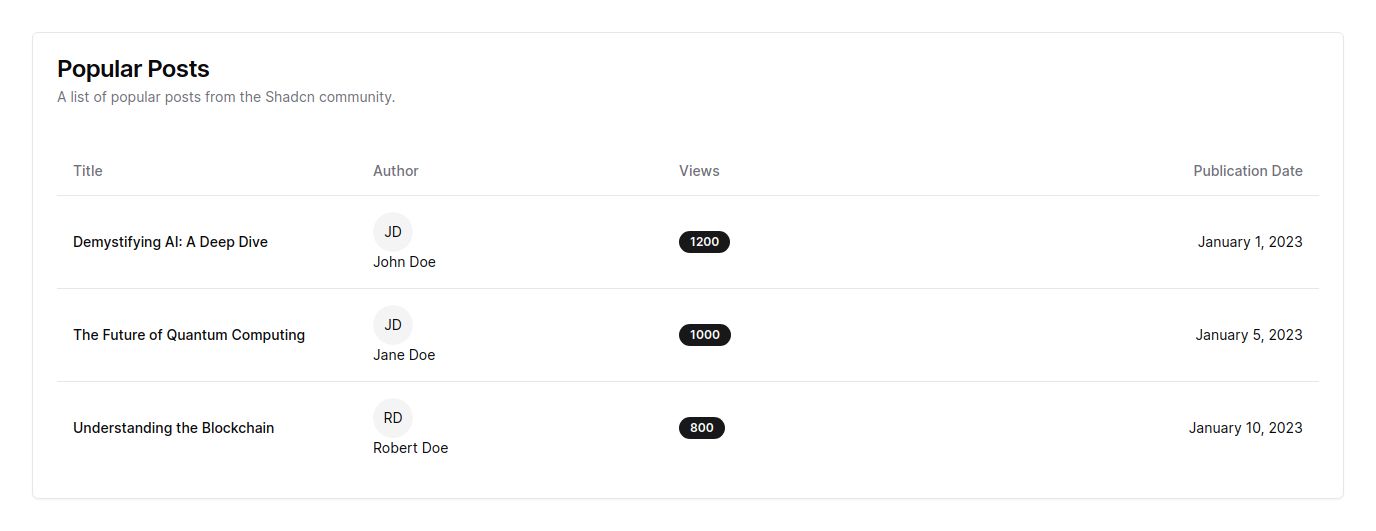 Popular Posts
A list of popular posts from the Shadcn community.
Title Author Views Publication Date
JD
Demystifying AI: A Deep Dive 1200 January 1, 2023
John Doe
JD
The Future of Quantum Computing 1000 January 5, 2023
Jane Doe
RD
Understanding the Blockchain 800 January 10, 2023
Robert Doe